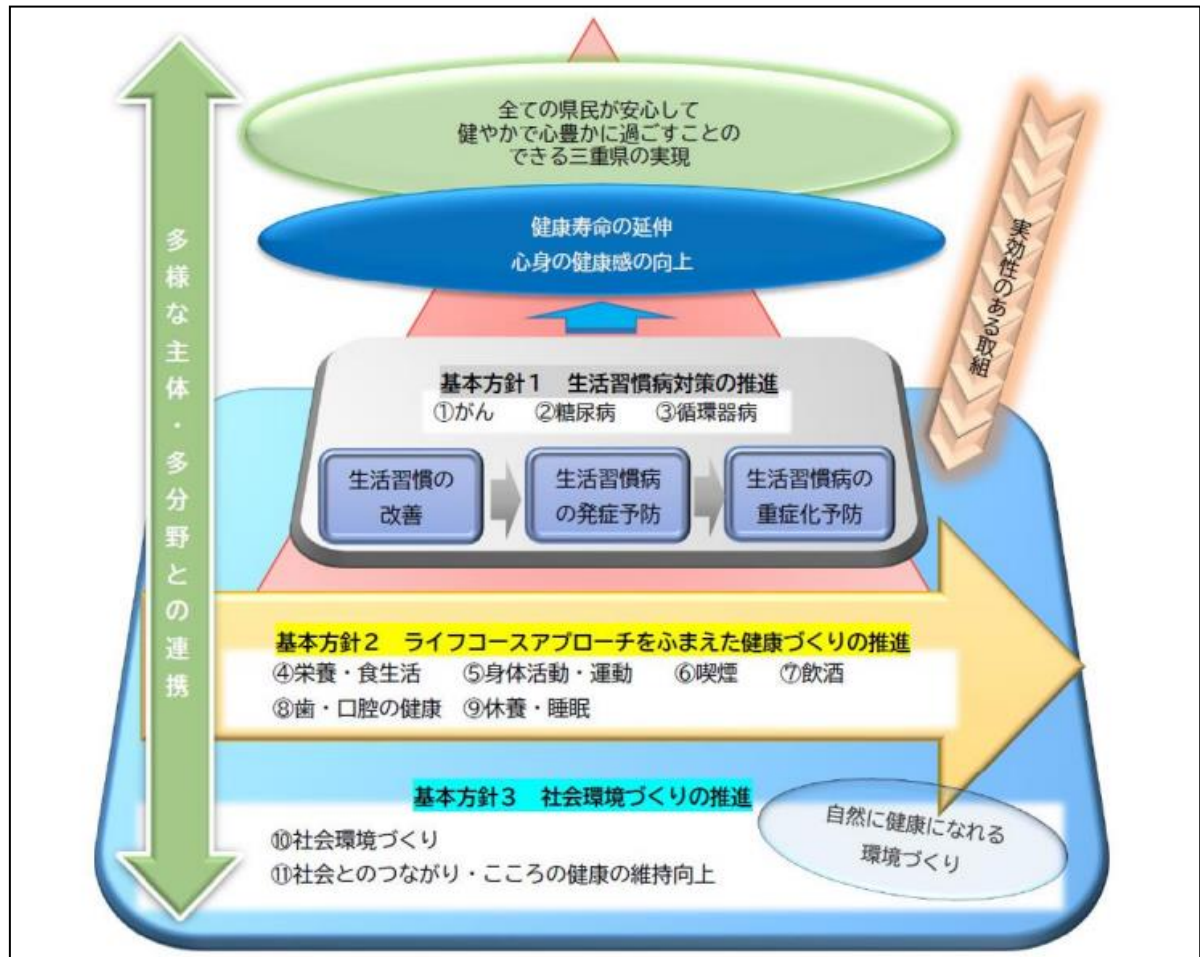 全ての県民が安心して
健やかで心豊かに過ごすことの
できる三重県の実現
健康寿命の延伸
心身の健康感の向上
実効性のある取組
多様な主体・多分野との連携
基本方針1　生活習慣病対策の推進
①がん　②糖尿病　③循環器病
生活習慣の
改善
生活習慣病
の発症予防
生活習慣病の
重症化予防
基本方針2　ライフコースアプローチをふまえた健康づくりの推進
④栄養・食生活　⑤身体活動・運動　⑥喫煙　⑦飲酒
⑧歯・口腔の健康　⑨休養・睡眠
基本方針3　社会環境づくりの推進
⑩社会環境づくり
⑪社会とのつながり・こころの健康の維持向上
自然に健康になれる
環境づくり